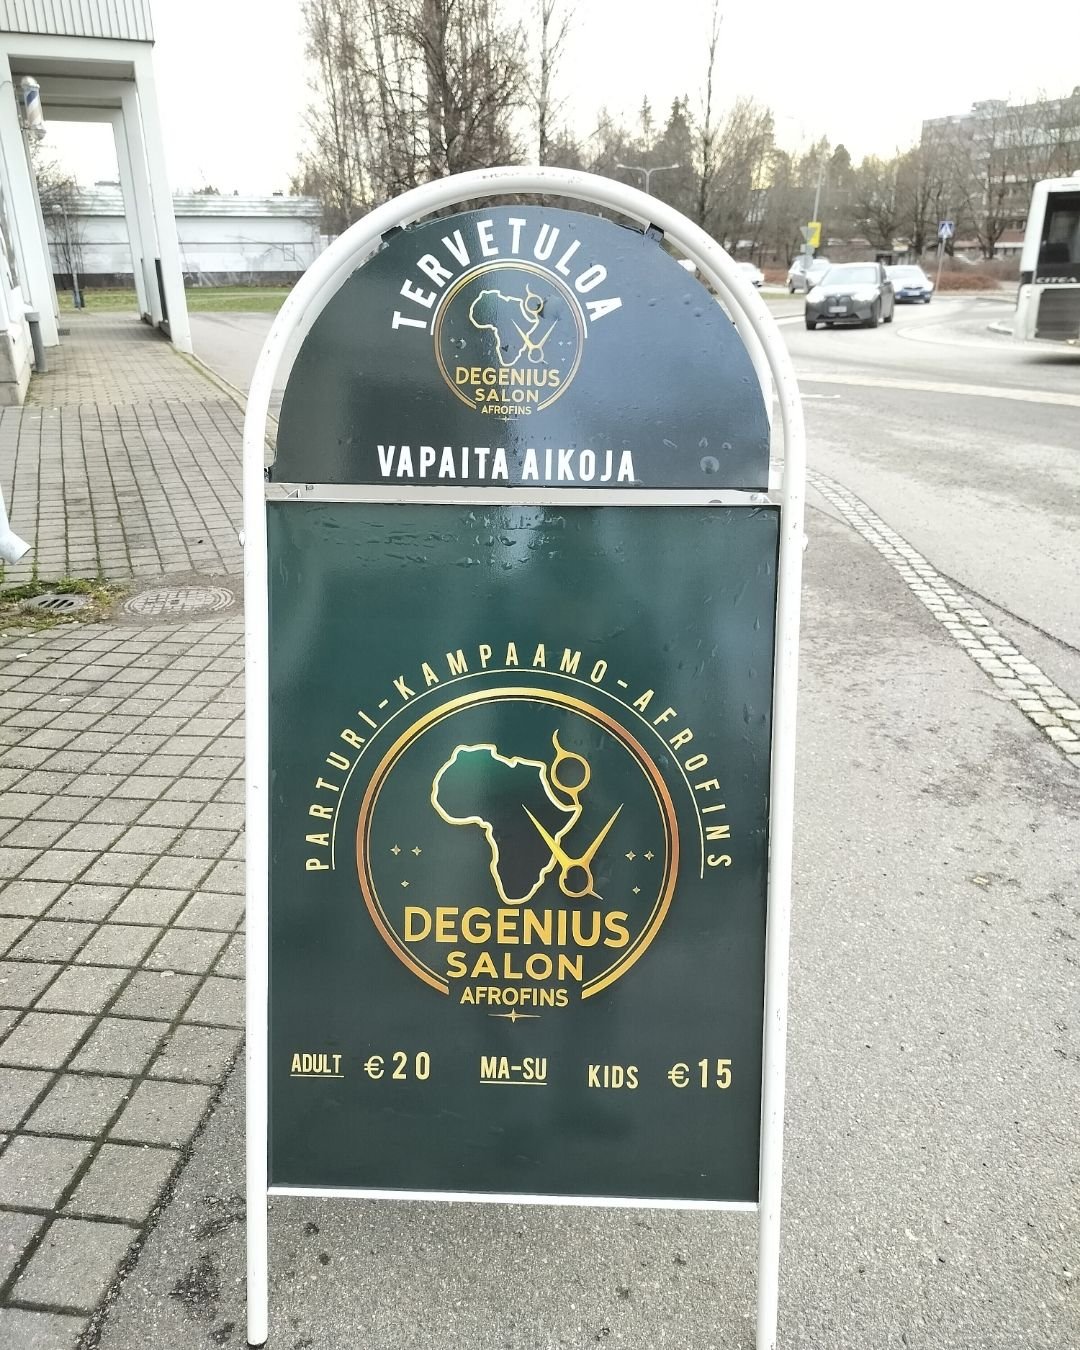 TERVETULOA
DEGENIUS
SALON
AFROFINS
VAPAITA AIKOJA
PARTURI-KAMPAAMO-AFROFINS
DEGENIUS
SALON
AFROFINS
ADULT €20 MA-SU KIDS €15